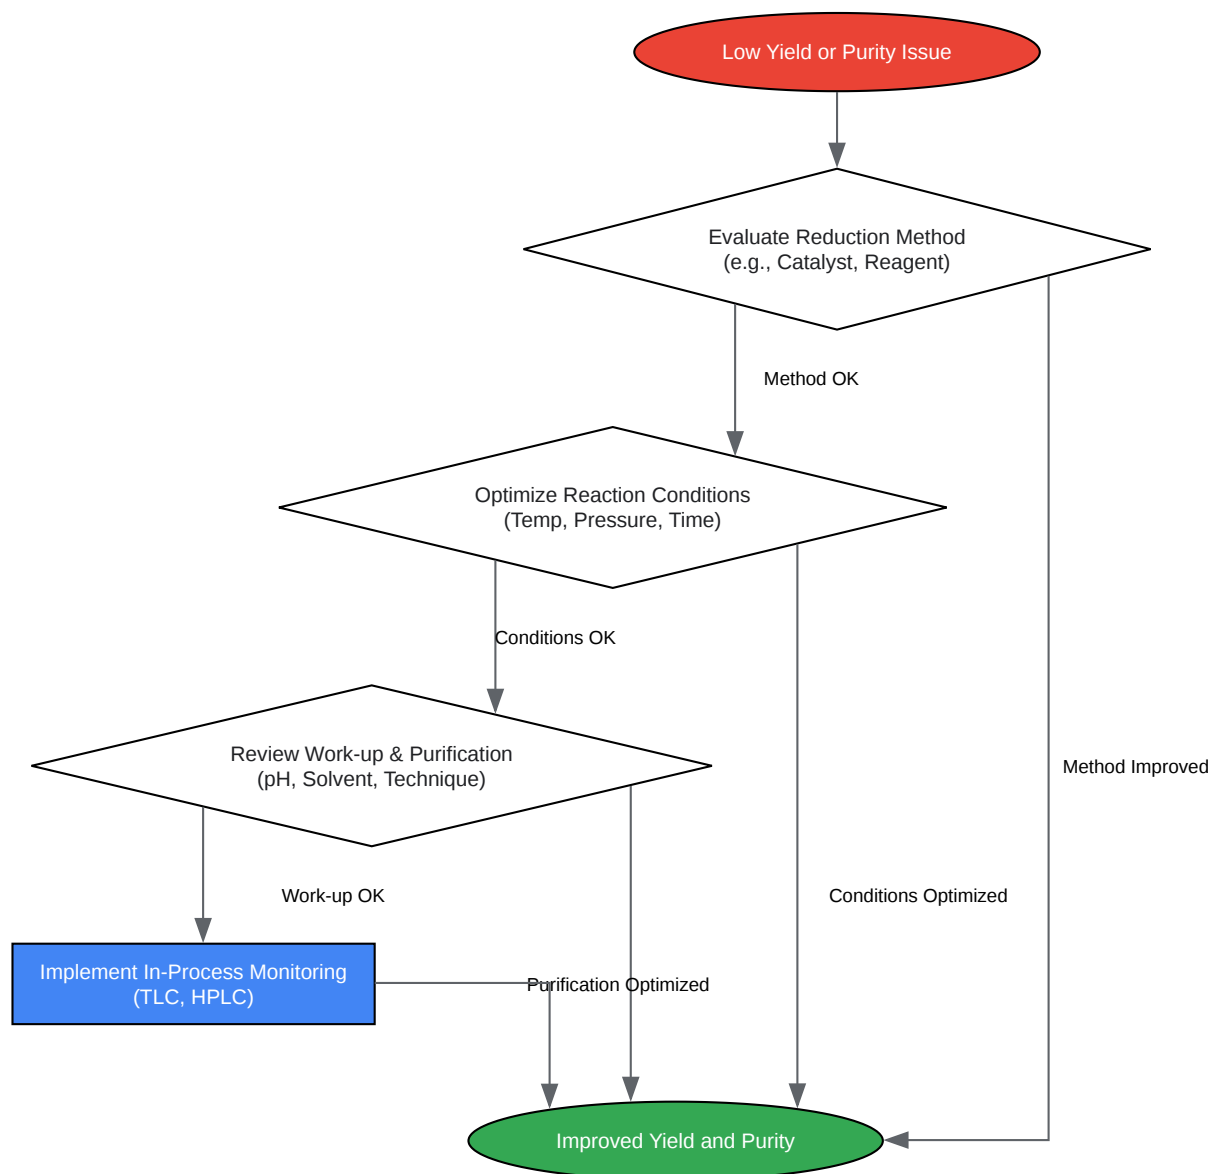 Low Yield or Purity Issue
Evaluate Reduction Method
(e.g., Catalyst, Reagent)
Method OK
Optimize Reaction Conditions
(Temp, Pressure, Time)
Conditions OK
Review Work-up & Purification
(pH, Solvent, Technique)
Method Improved
Work-up OK
Conditions Optimized
Implement In-Process Monitoring
(TLC, HPLC)
Purification Optimized
Improved Yield and Purity